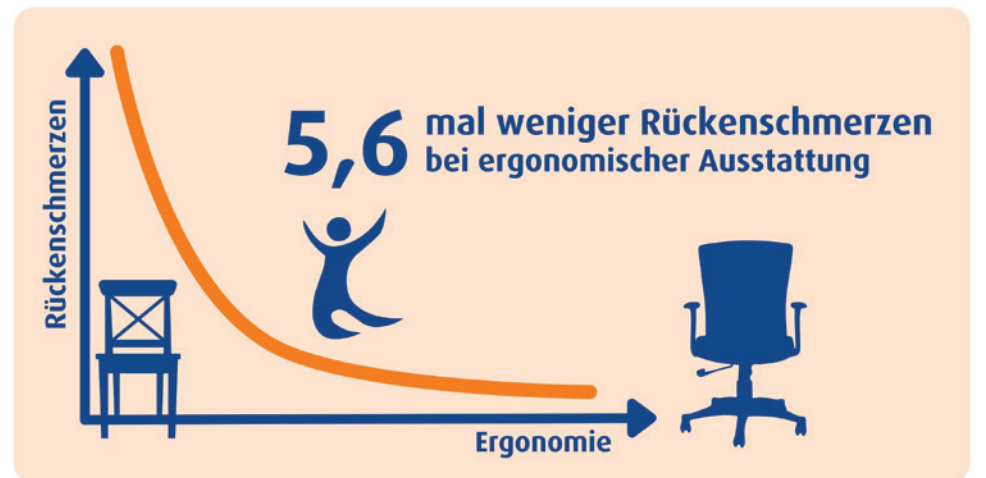 Rückenschmerzen
5,6
mal weniger Rückenschmerzen
bei ergonomischer Ausstattung
Ergonomie